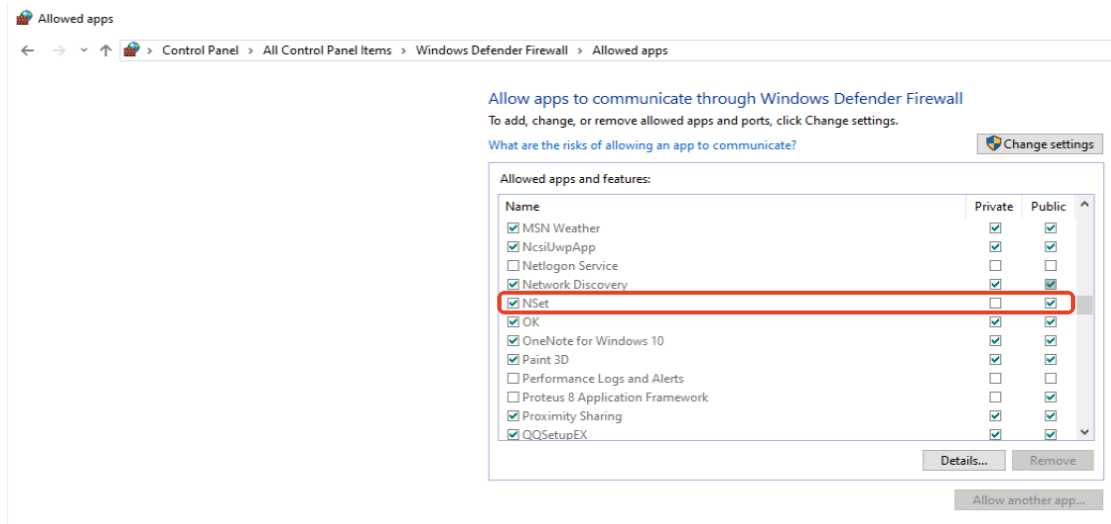 Allowed apps
Control Panel > All Control Panel Items > Windows Defender Firewall > Allowed apps
Allow apps to communicate through Windows Defender Firewall
To add, change, or remove allowed apps and ports, click Change settings.
What are the risks of allowing an app to communicate? Change settings
Allowed apps and features:
Name Private Public
MSN Weather
NcsiUwpApp
Netlogon Service
Network Discovery
NSet
OK
OneNote for Windows 10
Paint 3D
Performance Logs and Alerts
Proteus 8 Application Framework
Proximity Sharing
QQSetupEX
Details... Remove
Allow another app...